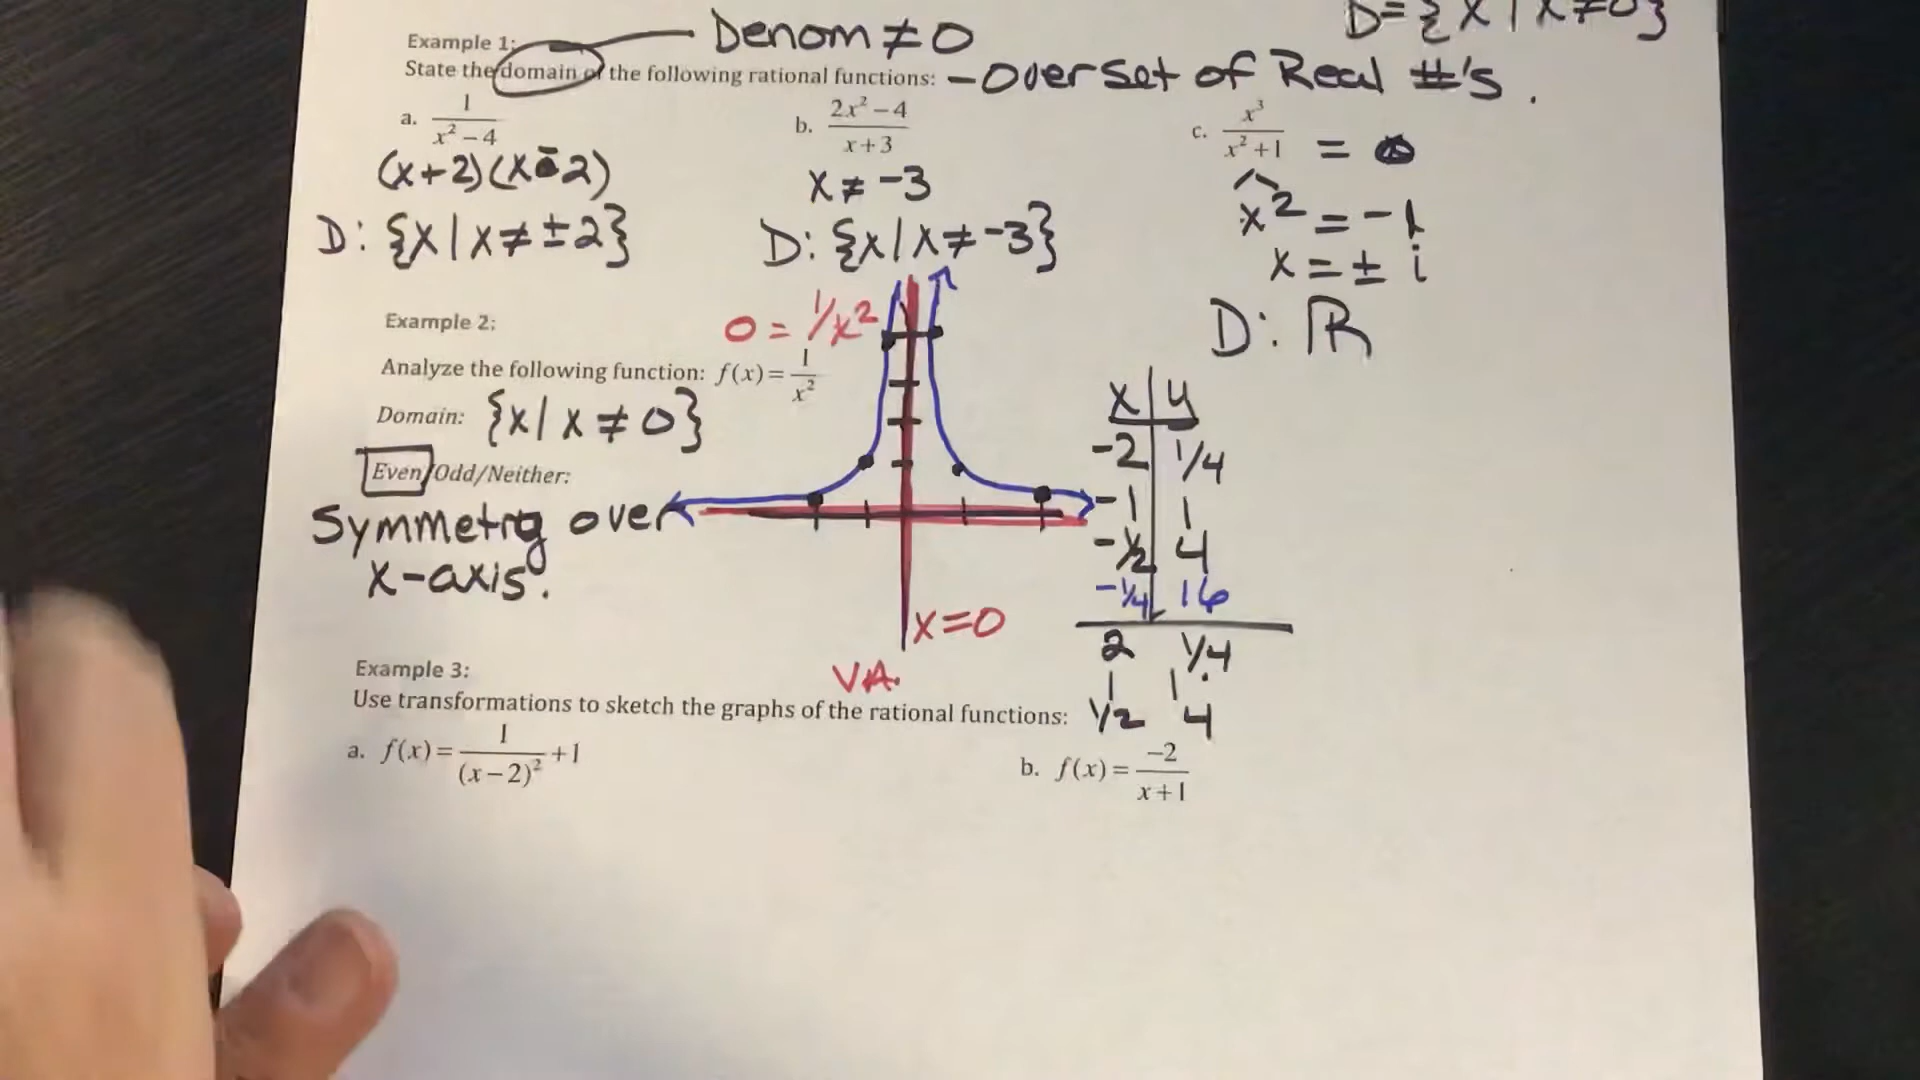 D={x|x≠0}
Denom ≠ 0
Example 1:
State the domain of the following rational functions: -Over set of Real #'s.
a. 1/(x²-4)
(x+2)(x-2)
D: {x|x≠±2}
b. (2x²-4)/(x+3)
x≠-3
D: {x/x≠-3}
c. x³/(x²+1) =
x²=-1
x=±i
D: ℝ
Example 2:
0=1/x²
Analyze the following function: f(x)=1/x²
Domain: {x|x≠0}
Even/Odd/Neither:
Symmetry over
x-axis.
x=0
VA.
x|y
-2|1/4
-1|1
-1/2|4
-1/4|16
2 1/4
1 1
1/2 4
Example 3:
Use transformations to sketch the graphs of the rational functions:
a. f(x)=1/(x-2)²+1
b. f(x)=-2/(x+1)